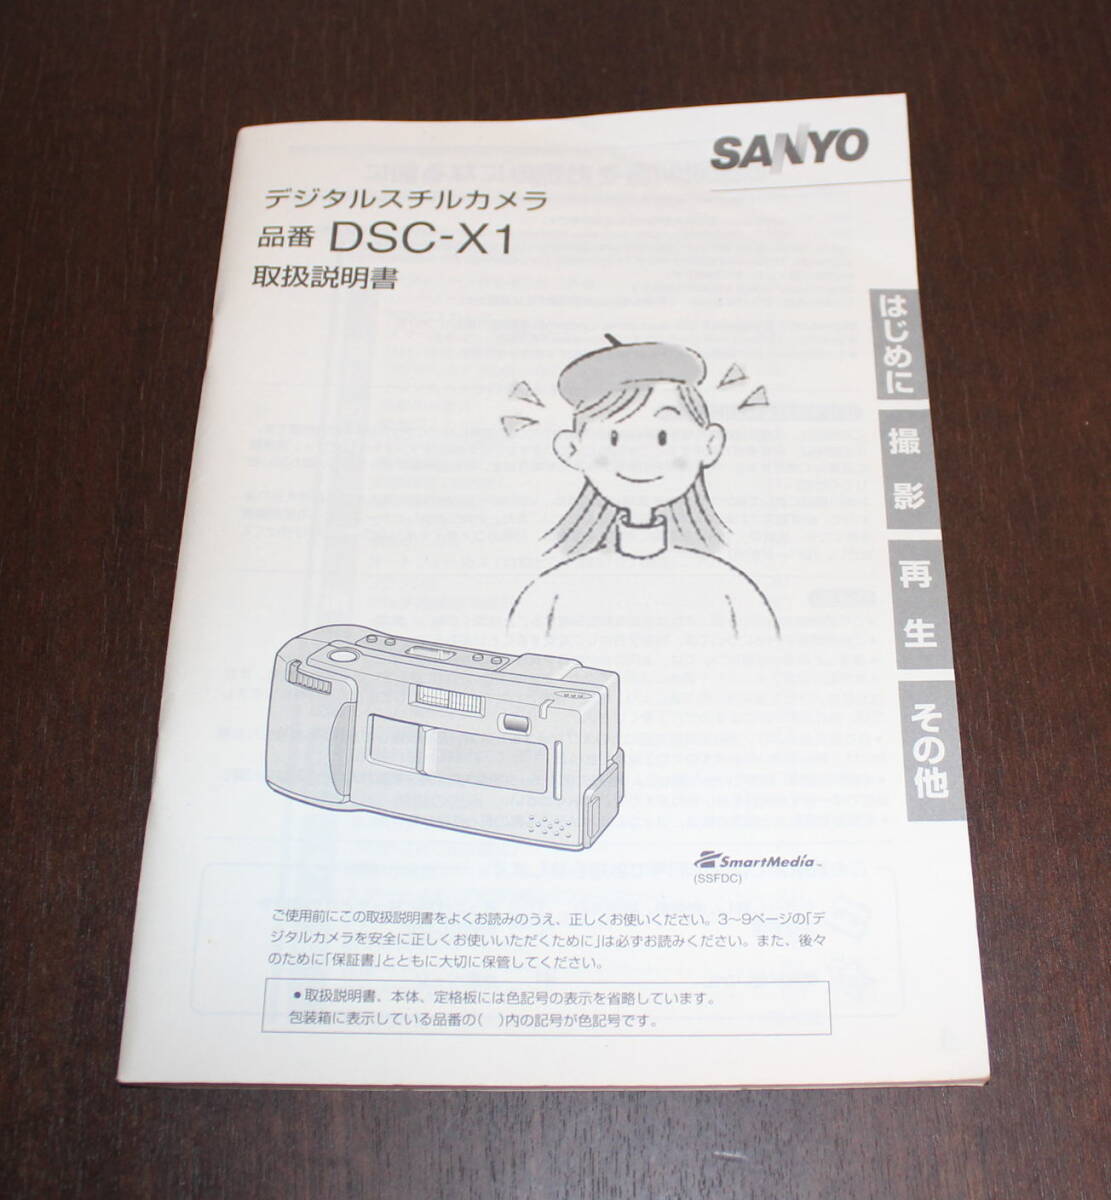 SANYO
デジタルスチルカメラ
品番 DSC-X1
取扱説明書
はじめに
撮影
再生
その他
SmartMedia™
(SSFDC)
ご使用前にこの取扱説明書をよくお読みのうえ、正しくお使いください。3〜9ページの「デ
ジタルカメラを安全に正しくお使いいただくために」は必ずお読みください。また、後々
のために「保証書」とともに大切に保管してください。
● 取扱説明書、本体、定格板には色記号の表示を省略しています。
包装箱に表示している品番の( )内の記号が色記号です。